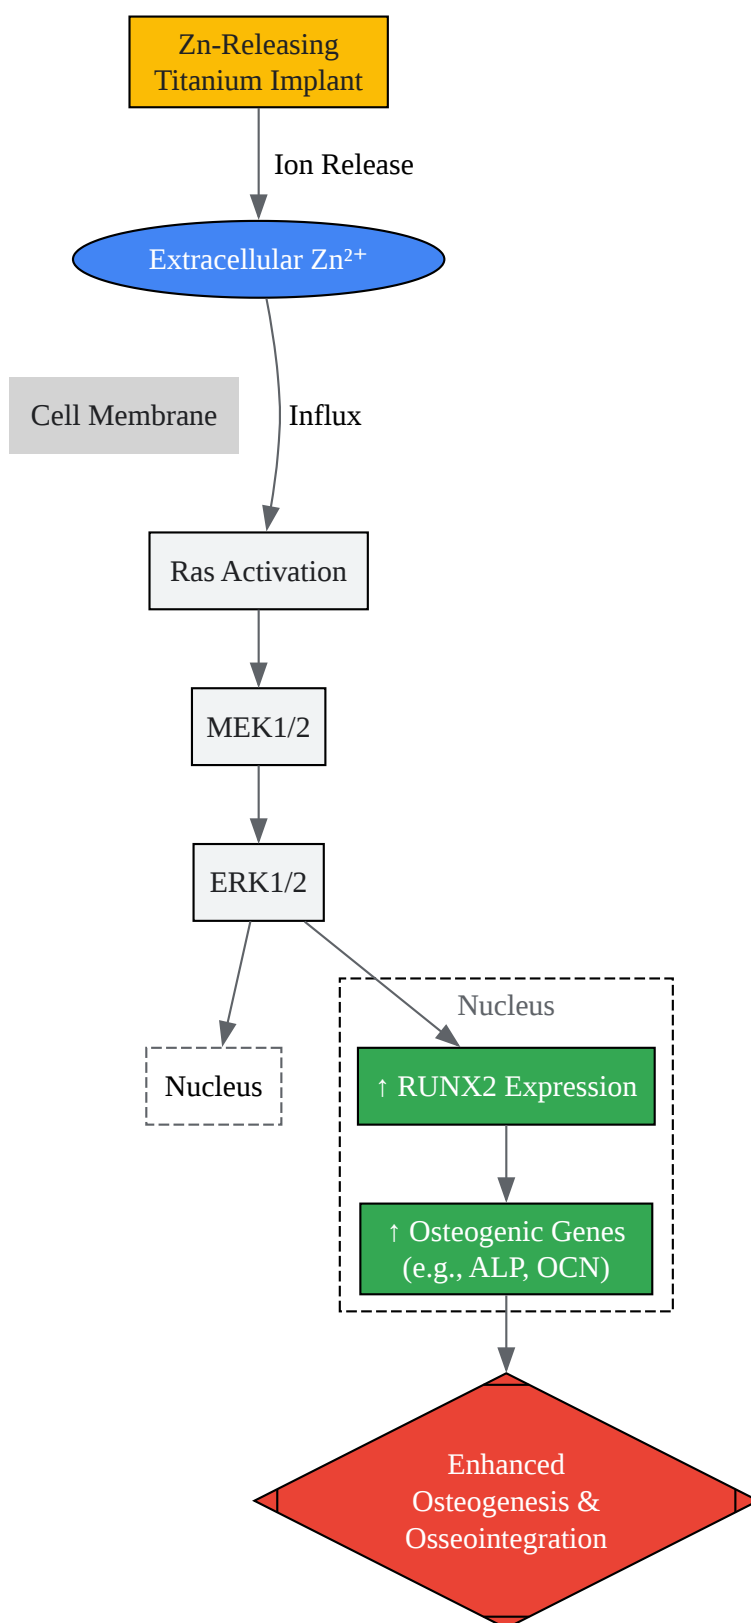 Zn-Releasing
Titanium Implant
Ion Release
Extracellular Zn²⁺
Cell Membrane
Influx
Ras Activation
MEK1/2
ERK1/2
Nucleus
Nucleus
↑ RUNX2 Expression
↑ Osteogenic Genes
(e.g., ALP, OCN)
Enhanced
Osteogenesis &
Osseointegration